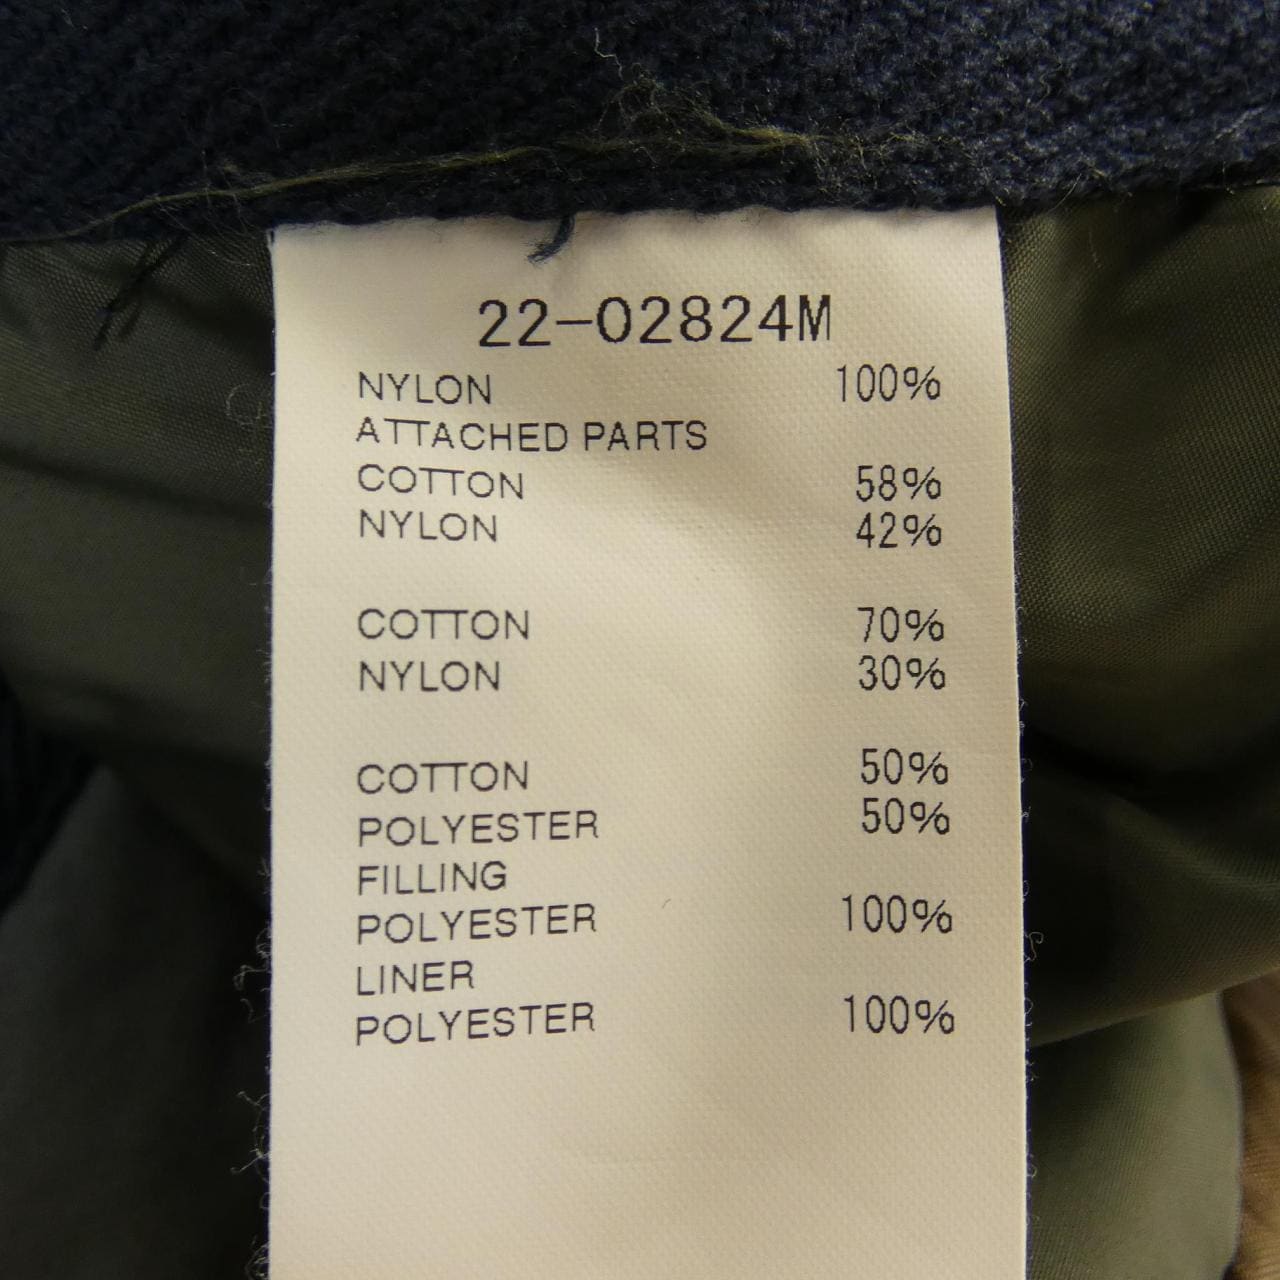 22-02824M
NYLON 100%
ATTACHED PARTS
COTTON 58%
NYLON 42%
COTTON 70%
NYLON 30%
COTTON 50%
POLYESTER 50%
FILLING
POLYESTER 100%
LINER
POLYESTER 100%